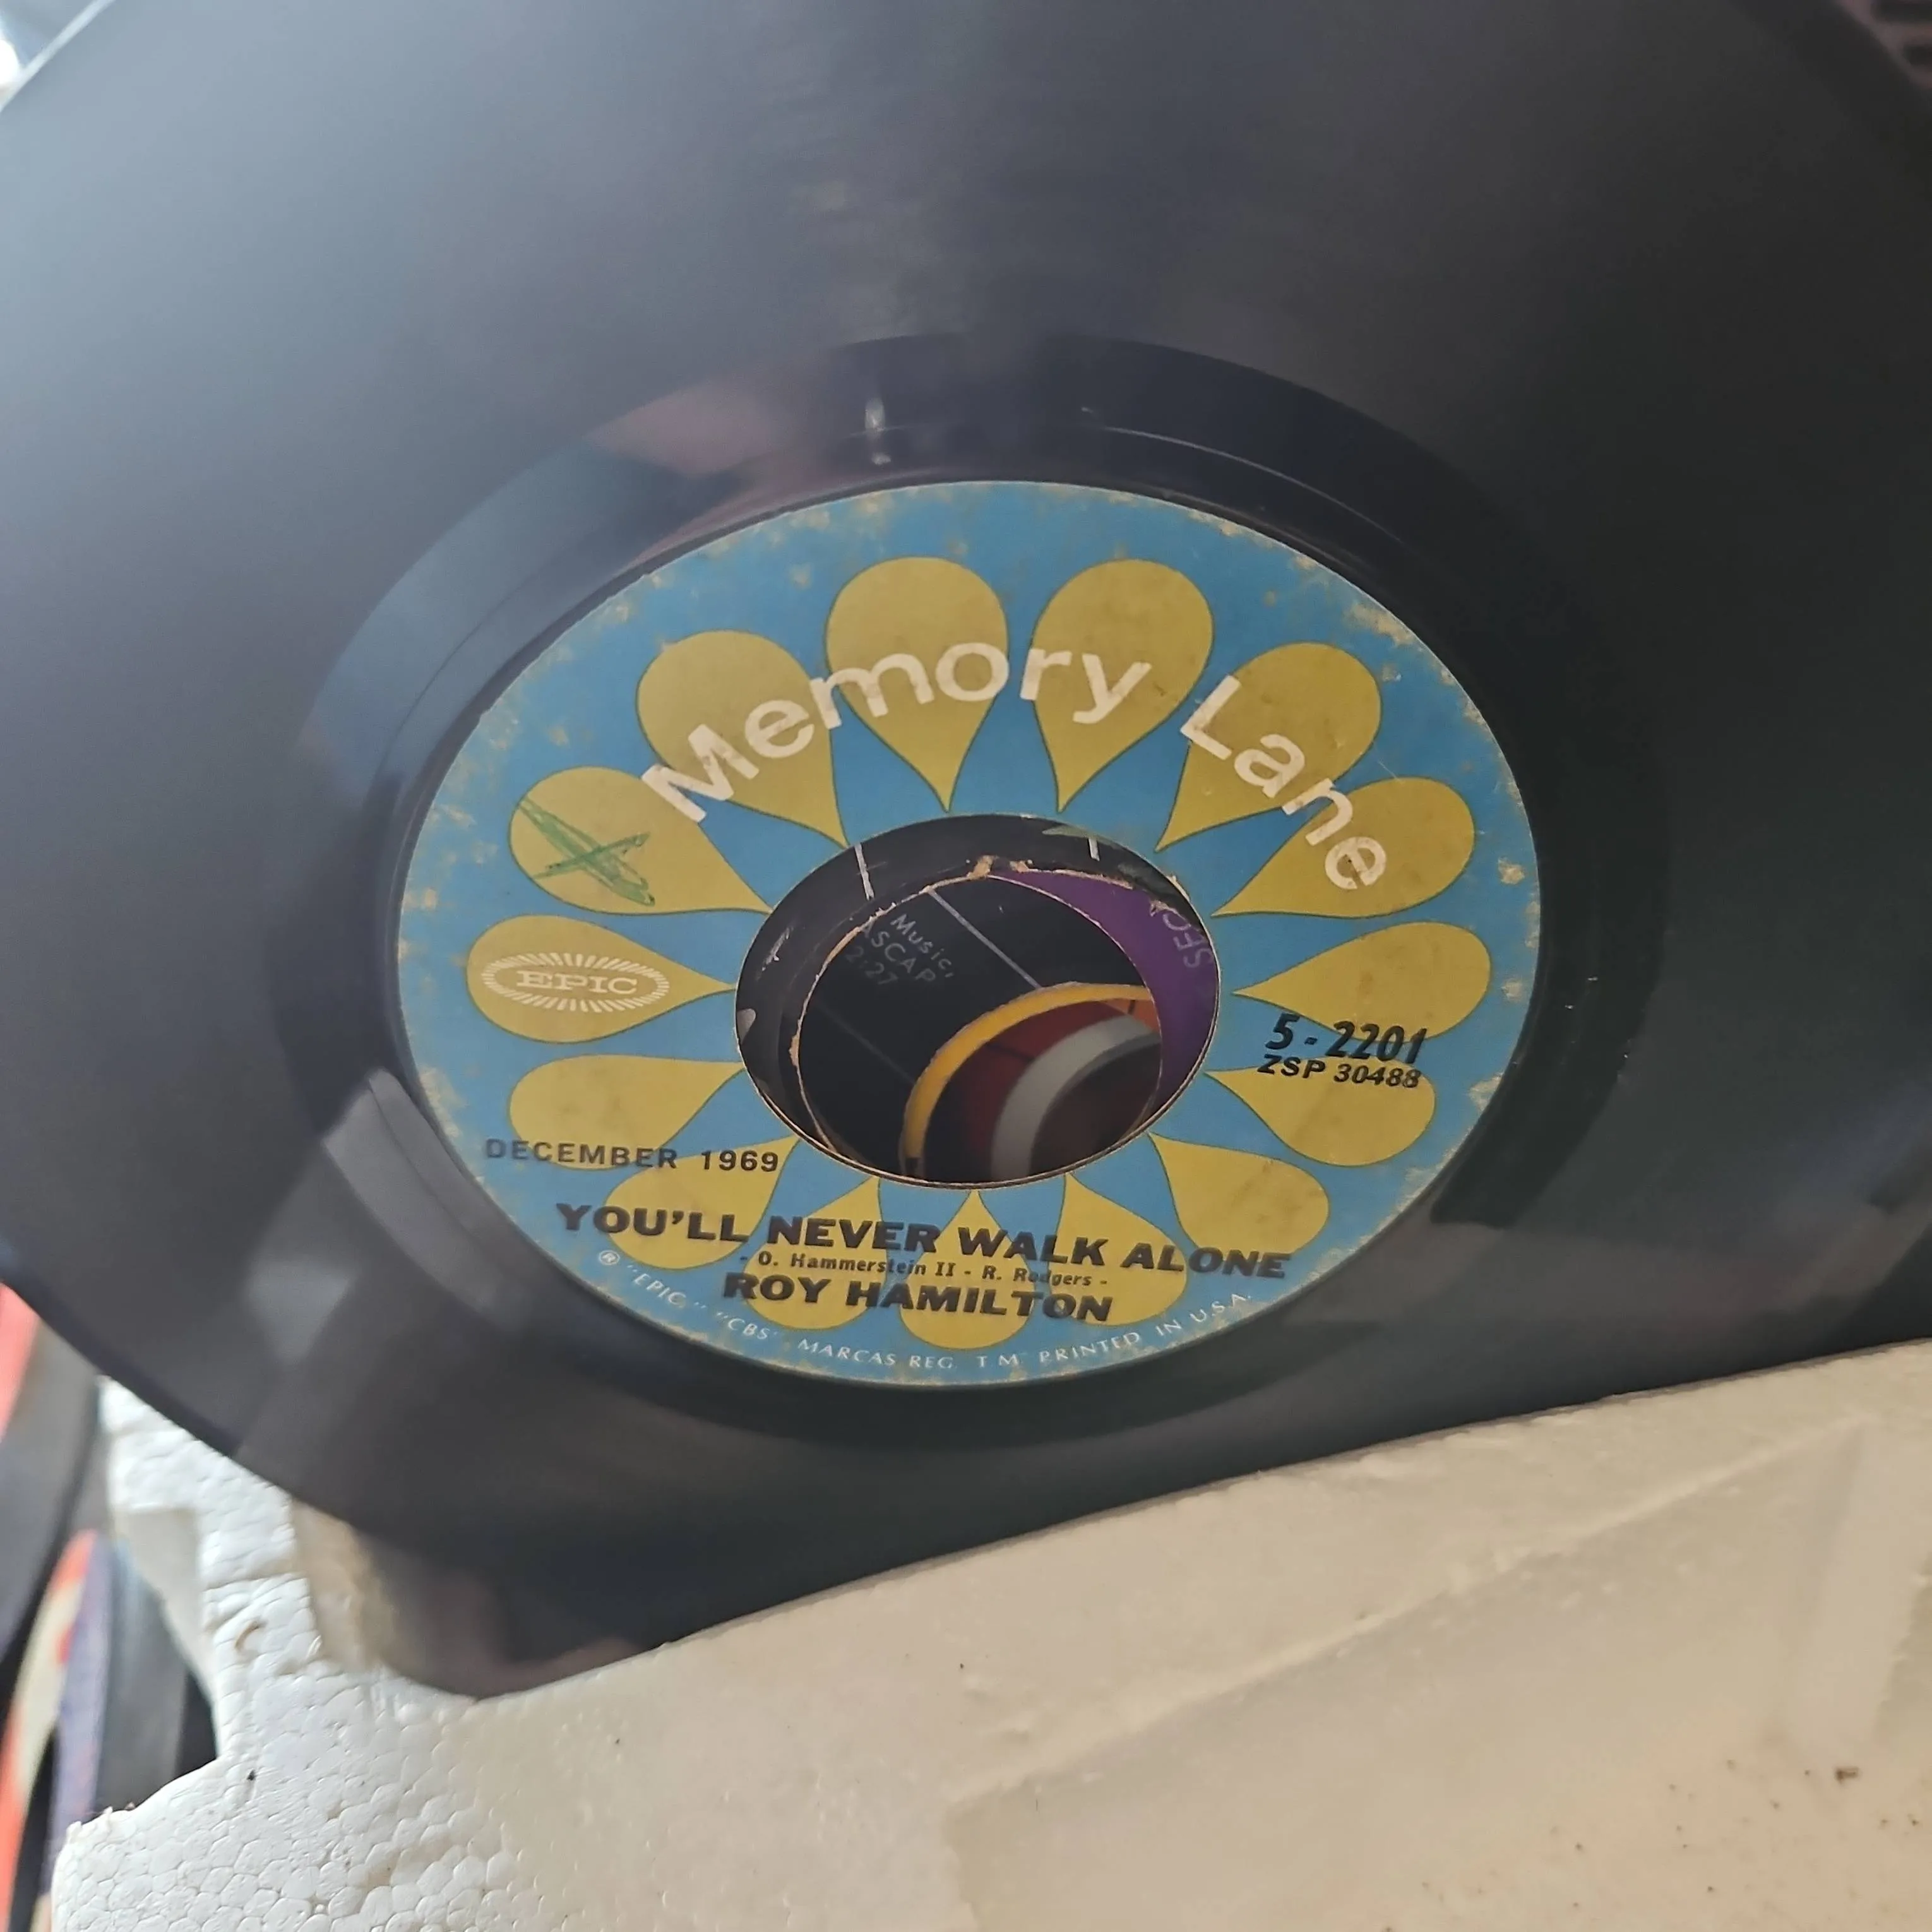 Memory Lane
EPIC
5-2201
ZSP 30488
DECEMBER 1969
YOU'LL NEVER WALK ALONE
- O. Hammerstein II - R. Rodgers -
ROY HAMILTON
® "EPIC," "CBS" MARCAS REG. T M PRINTED IN U.S.A.
Music,
ASCAP
2:27